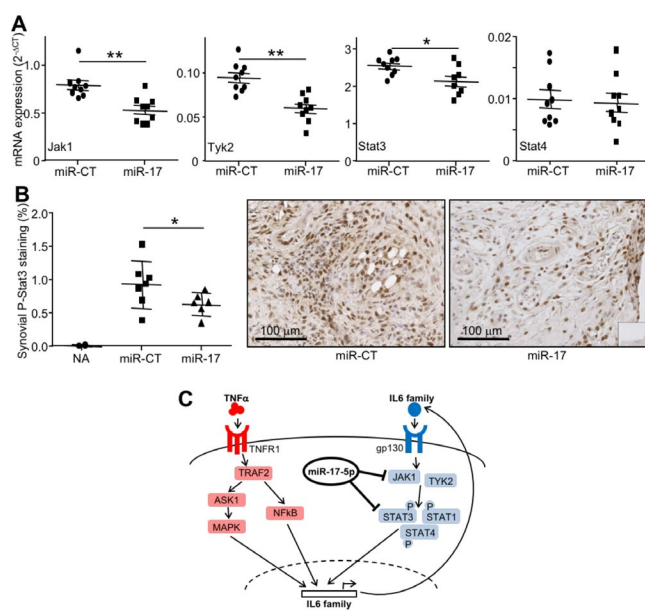 A
mRNA expression (2-ΔCT)
1.5
1.0
0.5
0.0
Jak1
**
miR-CT miR-17
0.10
0.05
0.00
Tyk2
**
miR-CT miR-17
3
2
1
0
Stat3
*
miR-CT miR-17
0.02
0.01
0.00
Stat4
miR-CT miR-17
B
Synovial P-Stat3 staining (%)
2.0
1.5
1.0
0.5
0.0
*
NA miR-CT miR-17
100 µm
miR-CT
100 µm
miR-17
C
TNFα
TNFR1
TRAF2
ASK1
MAPK
NFkB
IL6 family
gp130
miR-17-5p
JAK1
TYK2
P
P
STAT3
STAT1
STAT4
P
IL6 family